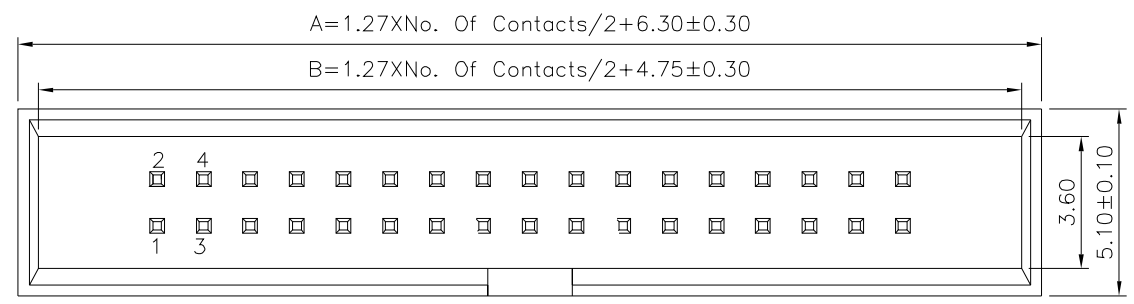 A=1.27XNo. Of Contacts/2+6.30±0.30
B=1.27XNo. Of Contacts/2+4.75±0.30
2 4
1 3
3.60
5.10±0.10